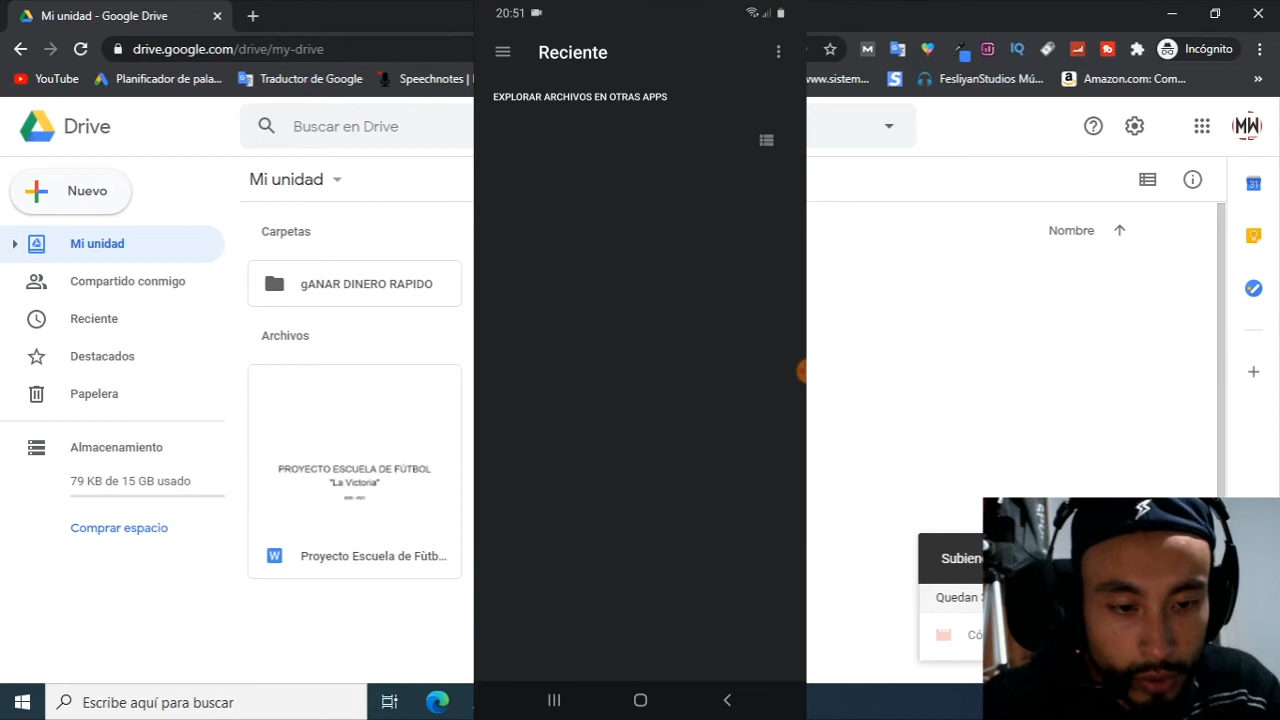 Mi unidad - Google Drive
drive.google.com/drive/my-drive
Incógnito
YouTube
Planificador de pala...
Traductor de Google
Speechnotes
www.sistem...
FesliyanStudios Mú...
Amazon.com: Com...
20:51
Reciente
EXPLORAR ARCHIVOS EN OTRAS APPS
Drive
Buscar en Drive
MW
Nuevo
Mi unidad
Nombre
Mi unidad
Compartido conmigo
Reciente
Destacados
Papelera
Almacenamiento
79 KB de 15 GB usado
Comprar espacio
Carpetas
gANAR DINERO RAPIDO
Archivos
PROYECTO ESCUELA DE FÚTBOL
"La Victoria"
W
Proyecto Escuela de Fùtb...
31
Subien
Quedan
Có
Escribe aquí para buscar